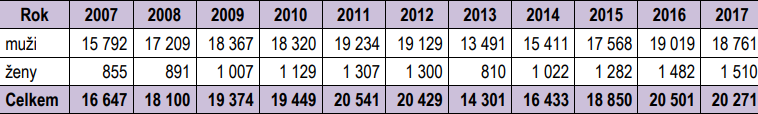 Rok 2007 2008 2009 2010 2011 2012 2013 2014 2015 2016 2017
muži 15 792 17 209 18 367 18 320 19 234 19 129 13 491 15 411 17 568 19 019 18 761
ženy 855 891 1 007 1 129 1 307 1 300 810 1 022 1 282 1 482 1 510
Celkem 16 647 18 100 19 374 19 449 20 541 20 429 14 301 16 433 18 850 20 501 20 271